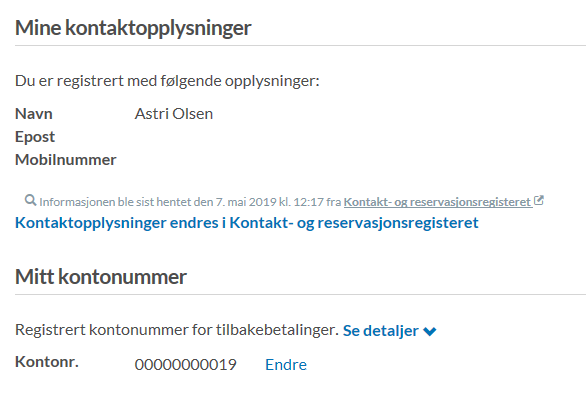 Mine kontaktopplysninger
Du er registrert med følgende opplysninger:
Navn Astri Olsen
Epost
Mobilnummer
Informasjonen ble sist hentet den 7. mai 2019 kl. 12:17 fra Kontakt- og reservasjonsregisteret
Kontaktopplysninger endres i Kontakt- og reservasjonsregisteret
Mitt kontonummer
Registrert kontonummer for tilbakebetalinger. Se detaljer
Kontonr. 00000000019 Endre